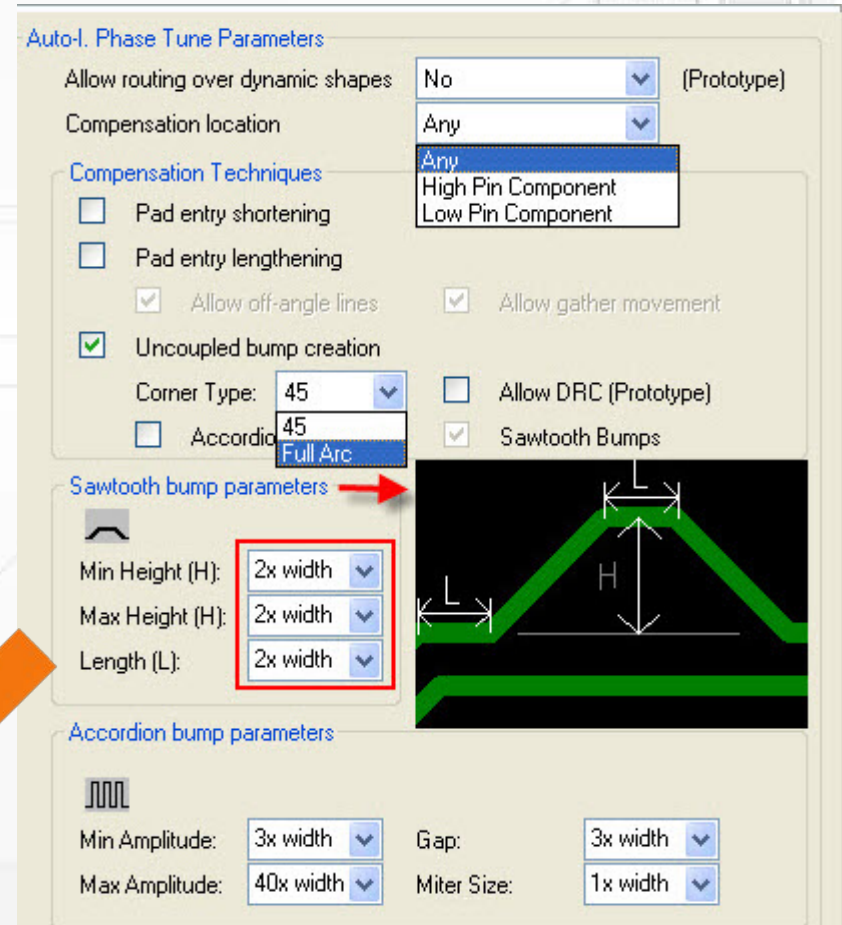 Auto-I. Phase Tune Parameters
Allow routing over dynamic shapes No (Prototype)
Compensation location Any
Any
High Pin Component
Low Pin Component
Compensation Techniques
Pad entry shortening
Pad entry lengthening
Allow off-angle lines Allow gather movement
Uncoupled bump creation
Corner Type: 45 Allow DRC (Prototype)
45
Full Arc
Sawtooth Bumps
Sawtooth bump parameters
Min Height (H): 2x width
Max Height (H): 2x width
Length (L): 2x width
L
H
L
Accordion bump parameters
Min Amplitude: 3x width Gap: 3x width
Max Amplitude: 40x width Miter Size: 1x width